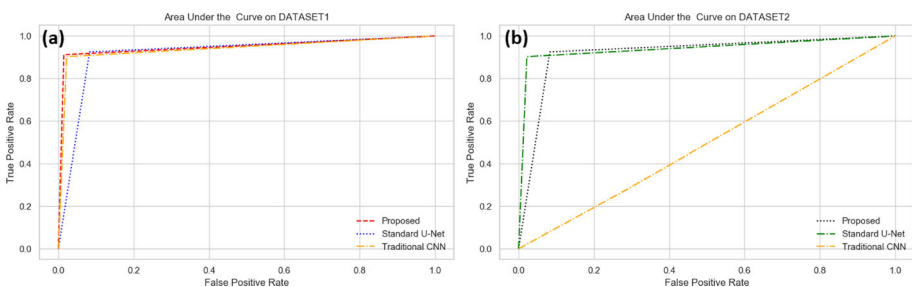 Area Under the  Curve on DATASET1
(a)
True Positive Rate
1.0
0.8
0.6
0.4
0.2
0.0
Proposed
Standard U-Net
Traditional CNN
0.0 0.2 0.4 0.6 0.8 1.0
False Positive Rate
Area Under the  Curve on DATASET2
(b)
True Positive Rate
1.0
0.8
0.6
0.4
0.2
0.0
Proposed
Standard U-Net
Traditional CNN
0.0 0.2 0.4 0.6 0.8 1.0
False Positive Rate